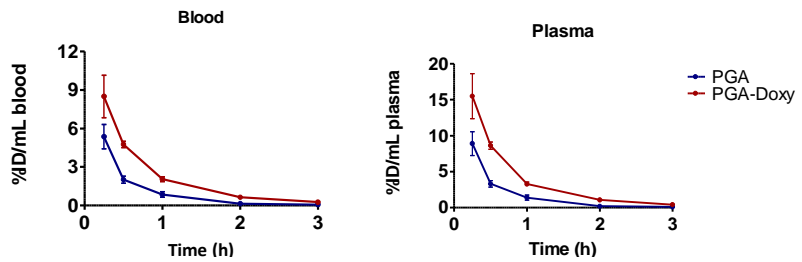 Blood
%ID/mL blood
12
9
6
3
0
0
1
2
3
Time (h)
Plasma
%ID/mL plasma
20
15
10
5
0
0
1
2
3
Time (h)
PGA
PGA-Doxy